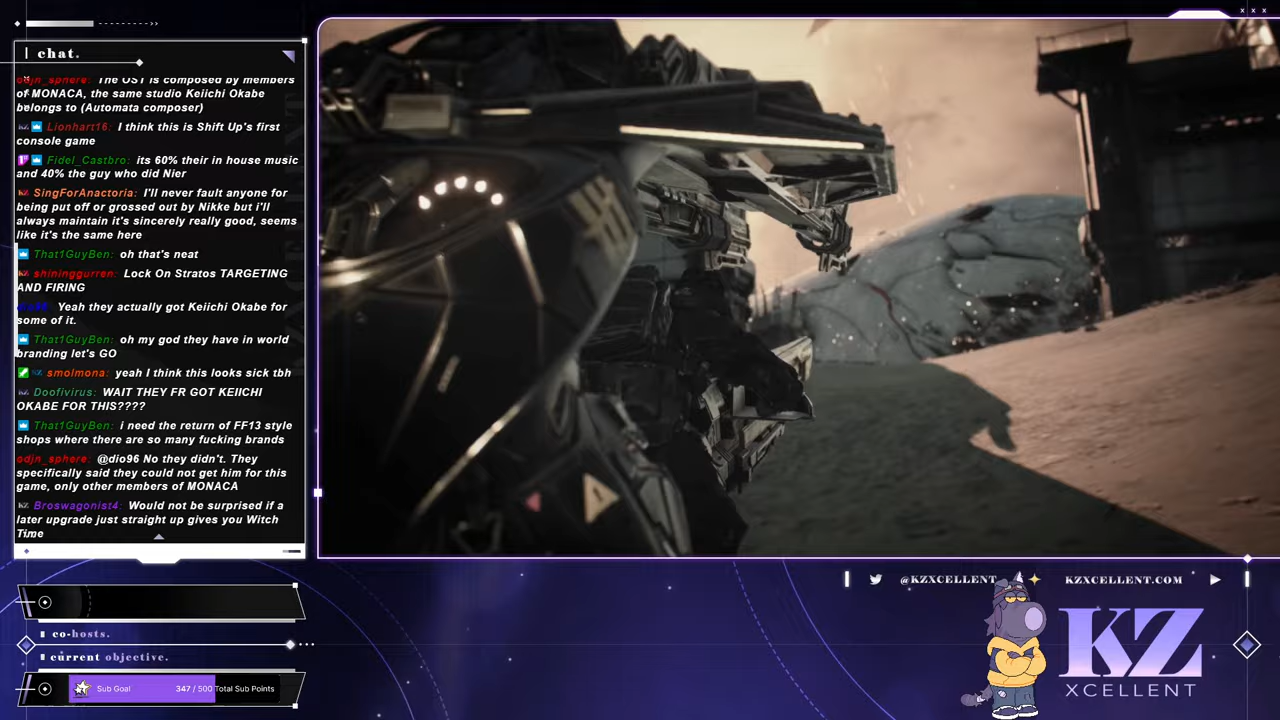 chat.
odjn_sphere: The OST is composed by members
of MONACA, the same studio Keiichi Okabe
belongs to (Automata composer)
Lionhart16: I think this is Shift Up's first
console game
Fidel_Castbro: its 60% their in house music
and 40% the guy who did Nier
SingForAnactoria: I'll never fault anyone for
being put off or grossed out by Nikke but i'll
always maintain it's sincerely really good, seems
like it's the same here
That1GuyBen: oh that's neat
shininggurren: Lock On Stratos TARGETING
AND FIRING
dio96: Yeah they actually got Keiichi Okabe for
some of it.
That1GuyBen: oh my god they have in world
branding let's GO
smolmona: yeah I think this looks sick tbh
Doofivirus: WAIT THEY FR GOT KEIICHI
OKABE FOR THIS????
That1GuyBen: i need the return of FF13 style
shops where there are so many fucking brands
odjn_sphere: @dio96 No they didn't. They
specifically said they could not get him for this
game, only other members of MONACA
Broswagonist4: Would not be surprised if a
later upgrade just straight up gives you Witch
Time
co-hosts.
current objective.
Sub Goal 347 / 500 Total Sub Points
@KZXCELLENT KZXCELLENT.COM
KZ
XCELLENT